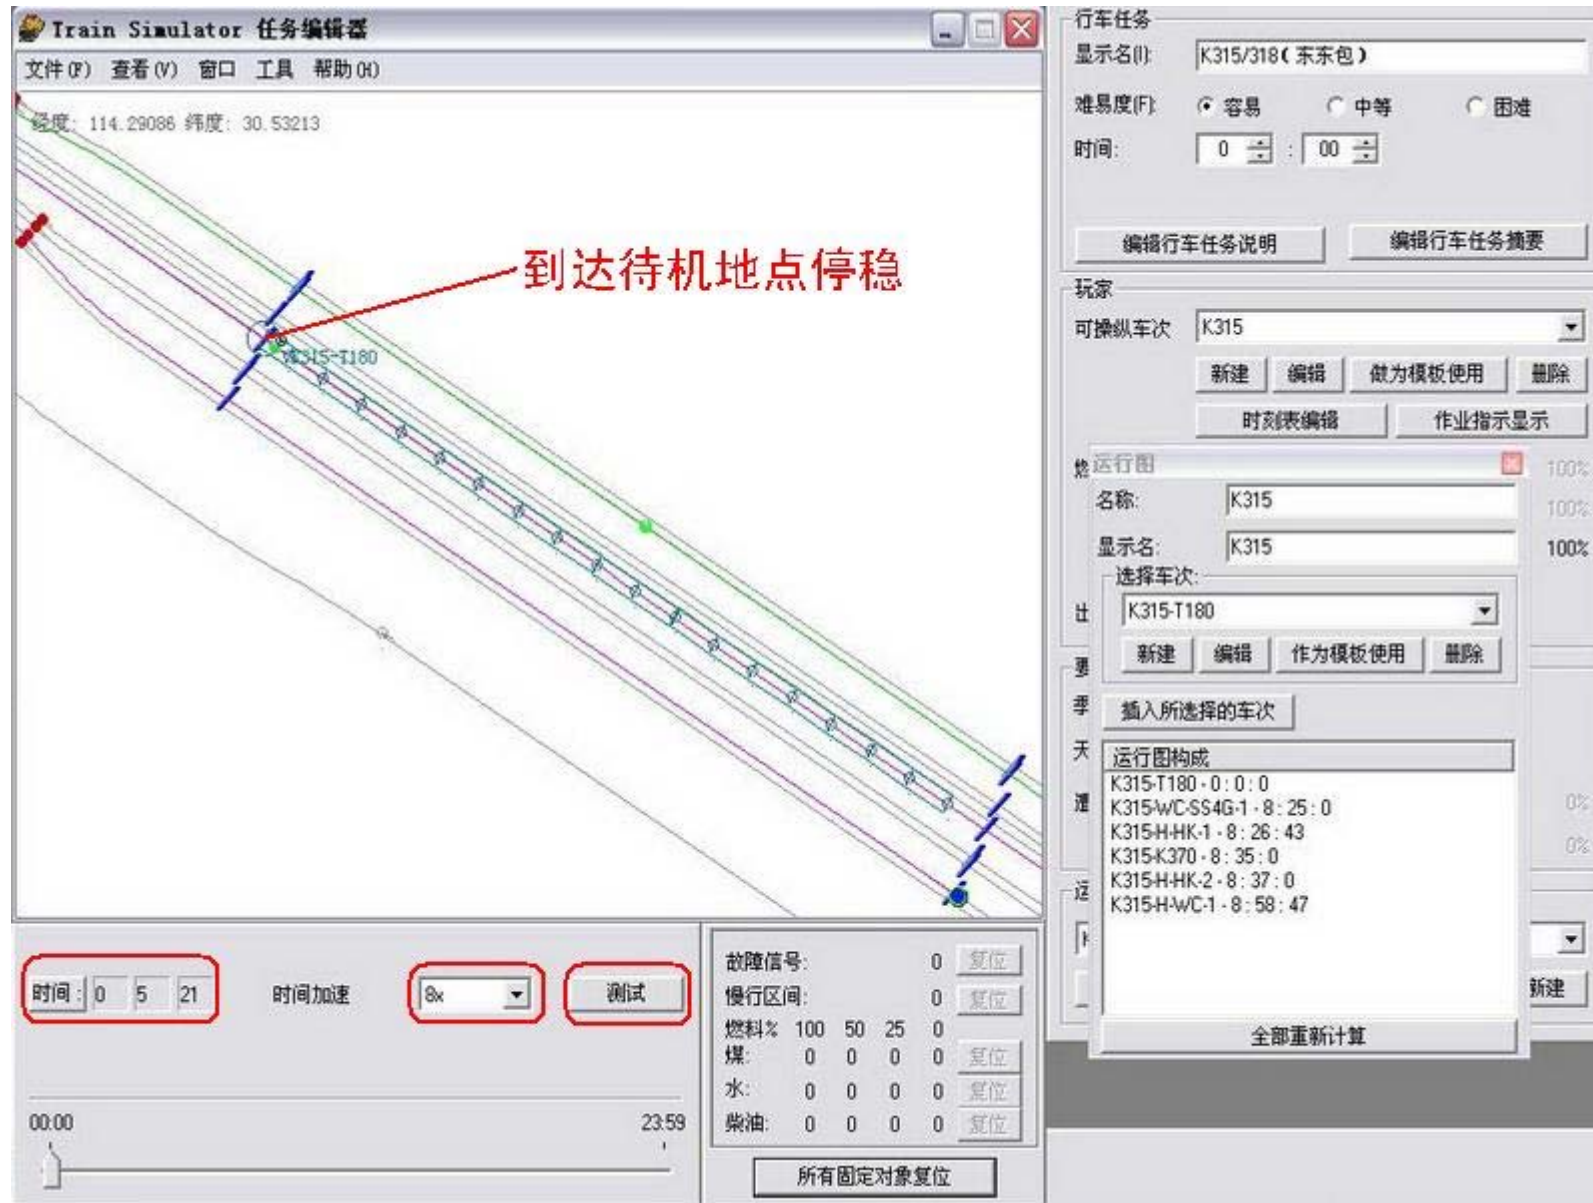 Train Simulator 任务编辑器
文件(F) 查看(V) 窗口 工具 帮助(H)
经度: 114.29086 纬度: 30.53213
到达待机地点停稳
K315-T180
时间: 0 5 21
时间加速 8x
测试
00:00 23:59
故障信号: 0 复位
慢行区间: 0 复位
燃料% 100 50 25 0
煤: 0 0 0 0 复位
水: 0 0 0 0 复位
柴油: 0 0 0 0 复位
所有固定对象复位
行车任务
显示名(I): K315/318(东东包)
难易度(F): 容易 中等 困难
时间: 0 : 00
编辑行车任务说明 编辑行车任务摘要
玩家
可操纵车次 K315
新建 编辑 做为模板使用 删除
时刻表编辑 作业指示显示
运行图
100%
名称: K315
100%
显示名: K315
100%
选择车次:
K315-T180
新建 编辑 作为模板使用 删除
季
插入所选择的车次
天
运行图构成
K315-T180 - 0 : 0 : 0
K315-WC-SS4G-1 - 8 : 25 : 0
0%
K315-H-HK-1 - 8 : 26 : 43
K315-K370 - 8 : 35 : 0
0%
K315-H-HK-2 - 8 : 37 : 0
K315-H-WC-1 - 8 : 58 : 47
新建
全部重新计算